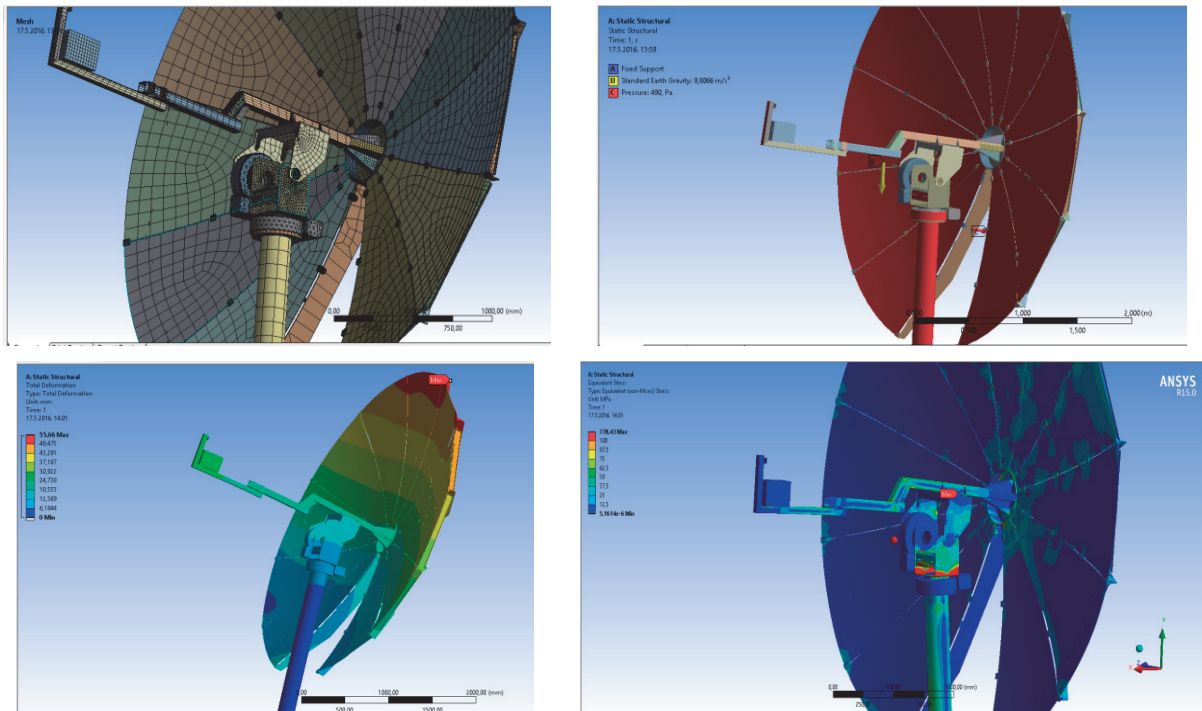 Mesh
17.5.2016. 13
0,00
1000,00 (mm)
750,00
A: Static Structural
Static Structural
Time: 1, s
17.5.2016. 13:59
A Fixed Support
B Standard Earth Gravity: 9,8066 m/s²
C Pressure: 490, Pa
1,000
2,000 (m)
1,500
A: Static Structural
Total Deformation
Type: Total Deformation
Unit: mm
Time: 1
17.5.2016. 14:01
55,66 Max
49,475
43,291
37,107
30,922
24,738
18,553
12,369
6,1844
0 Min
Max
0,00
1000,00
2000,00 (mm)
500,00
1500,00
A: Static Structural
Equivalent Stress
Type: Equivalent (von-Mises) Stress
Unit: MPa
Time: 1
17.5.2016. 14:01
778,43 Max
100
87,5
75
62,5
50
37,5
25
12,5
5,1614e-6 Min
Max
ANSYS
R15.0
0,00
Y
X
Z